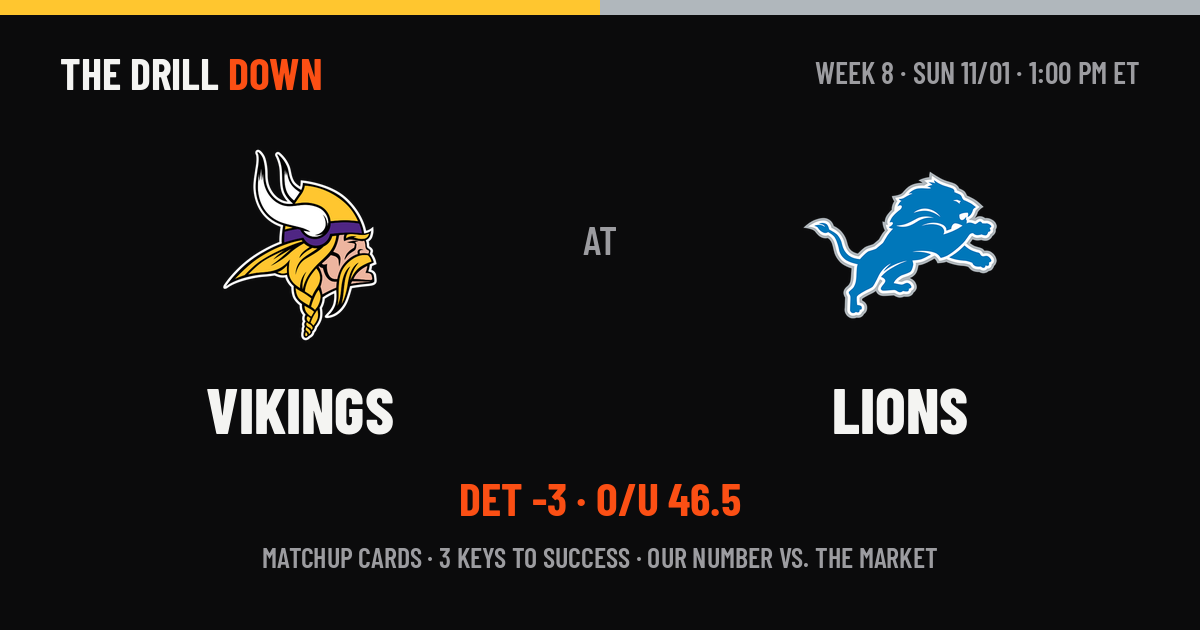 THE DRILL DOWN
WEEK 8 · SUN 11/01 · 1:00 PM ET
AT
VIKINGS
LIONS
DET -3 · O/U 46.5
MATCHUP CARDS · 3 KEYS TO SUCCESS · OUR NUMBER VS. THE MARKET